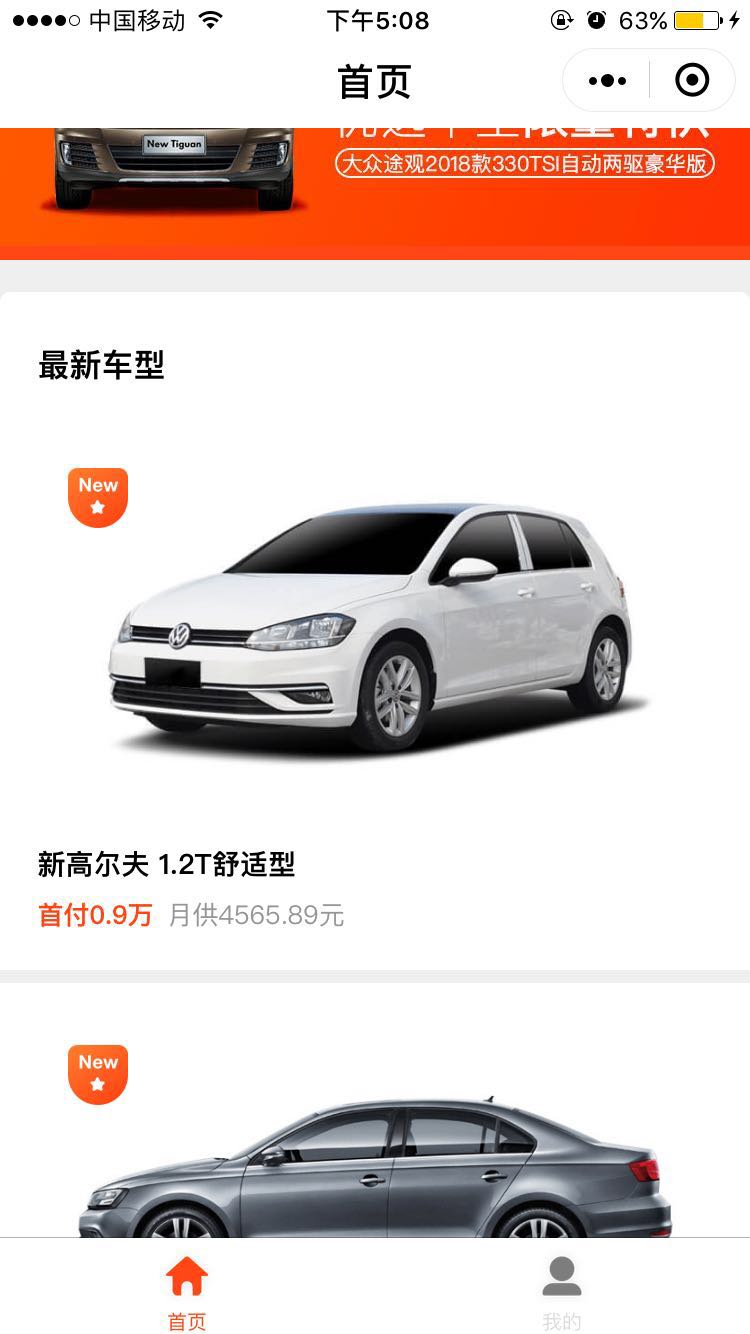 中国移动 下午5:08 63%
首页
New Tiguan
大众途观2018款330TSI自动两驱豪华版
最新车型
New
新高尔夫 1.2T舒适型
首付0.9万 月供4565.89元
New
首页 我的